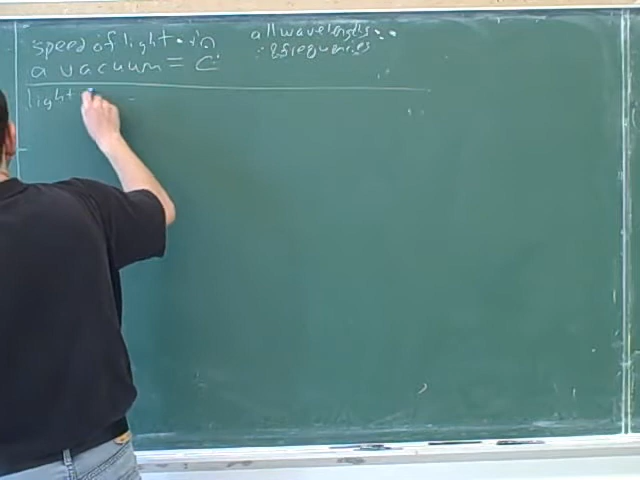 speed of light in
a vacuum = C
all wavelengths
& frequencies
light